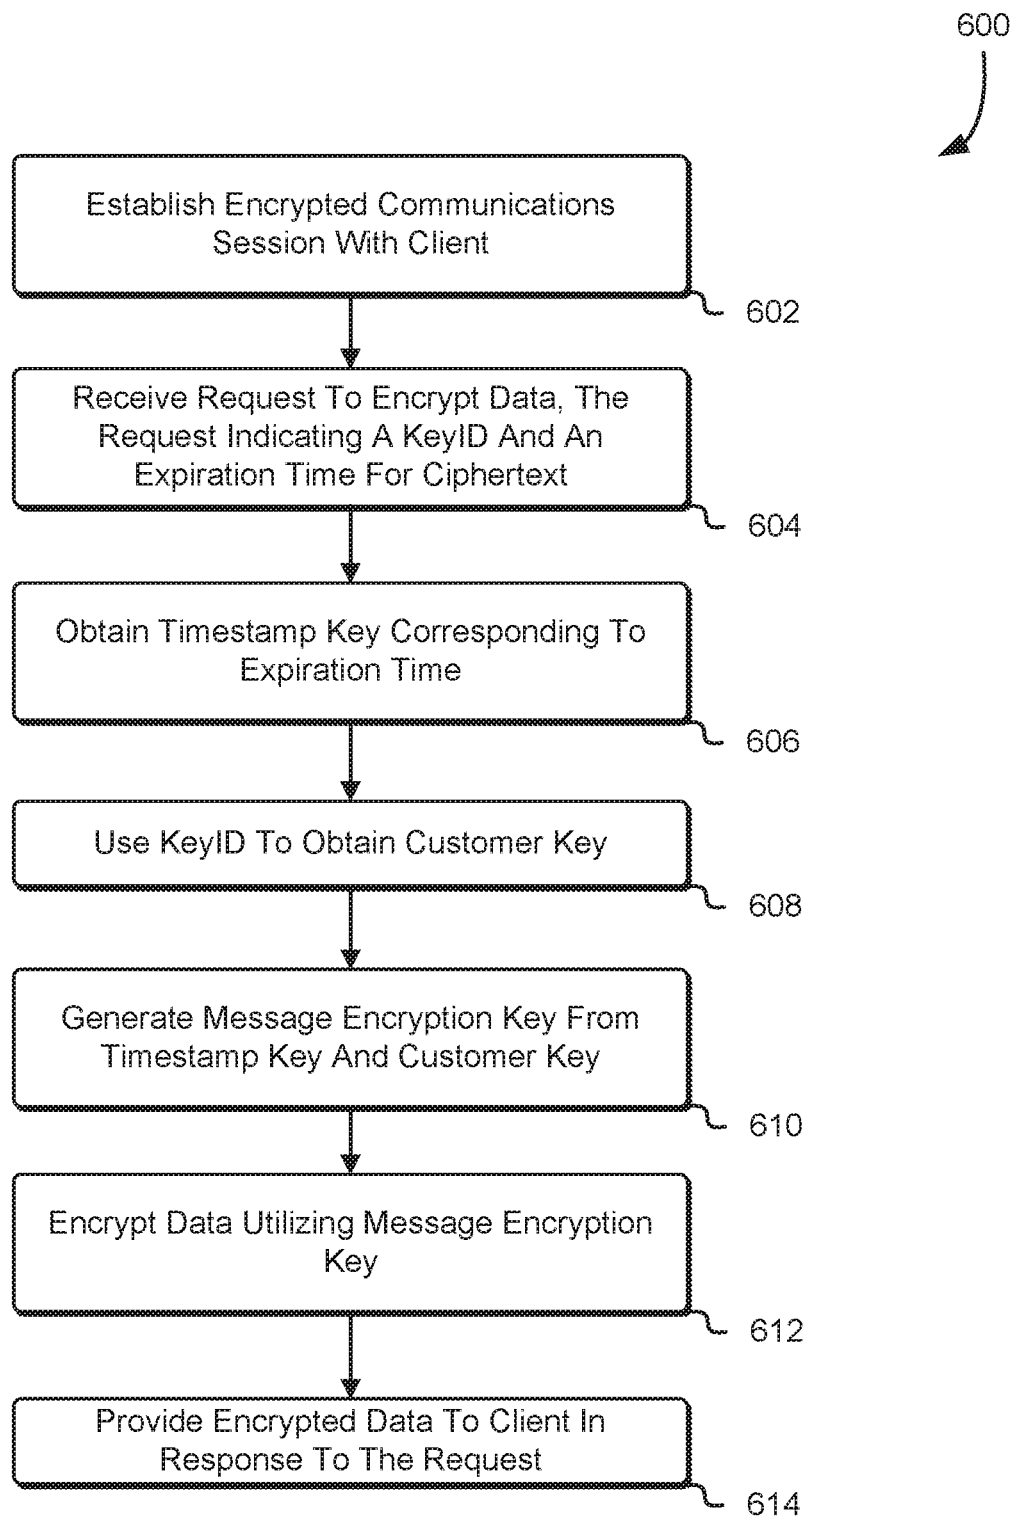 600
Establish Encrypted Communications
Session With Client
602
Receive Request To Encrypt Data, The
Request Indicating A KeyID And An
Expiration Time For Ciphertext
604
Obtain Timestamp Key Corresponding To
Expiration Time
606
Use KeyID To Obtain Customer Key
608
Generate Message Encryption Key From
Timestamp Key And Customer Key
610
Encrypt Data Utilizing Message Encryption
Key
612
Provide Encrypted Data To Client In
Response To The Request
614